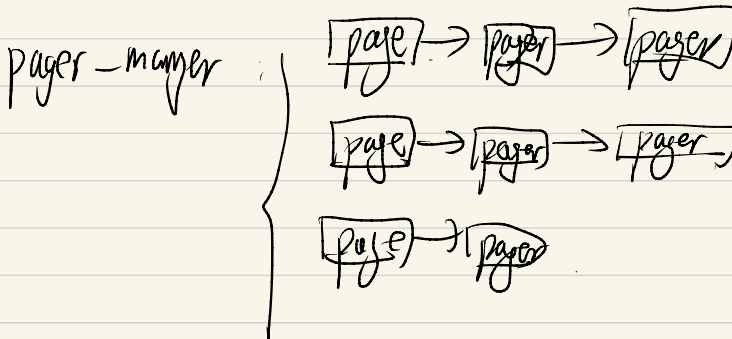 page → pager → pager
pager_manger
page → pager → pager
page → pager